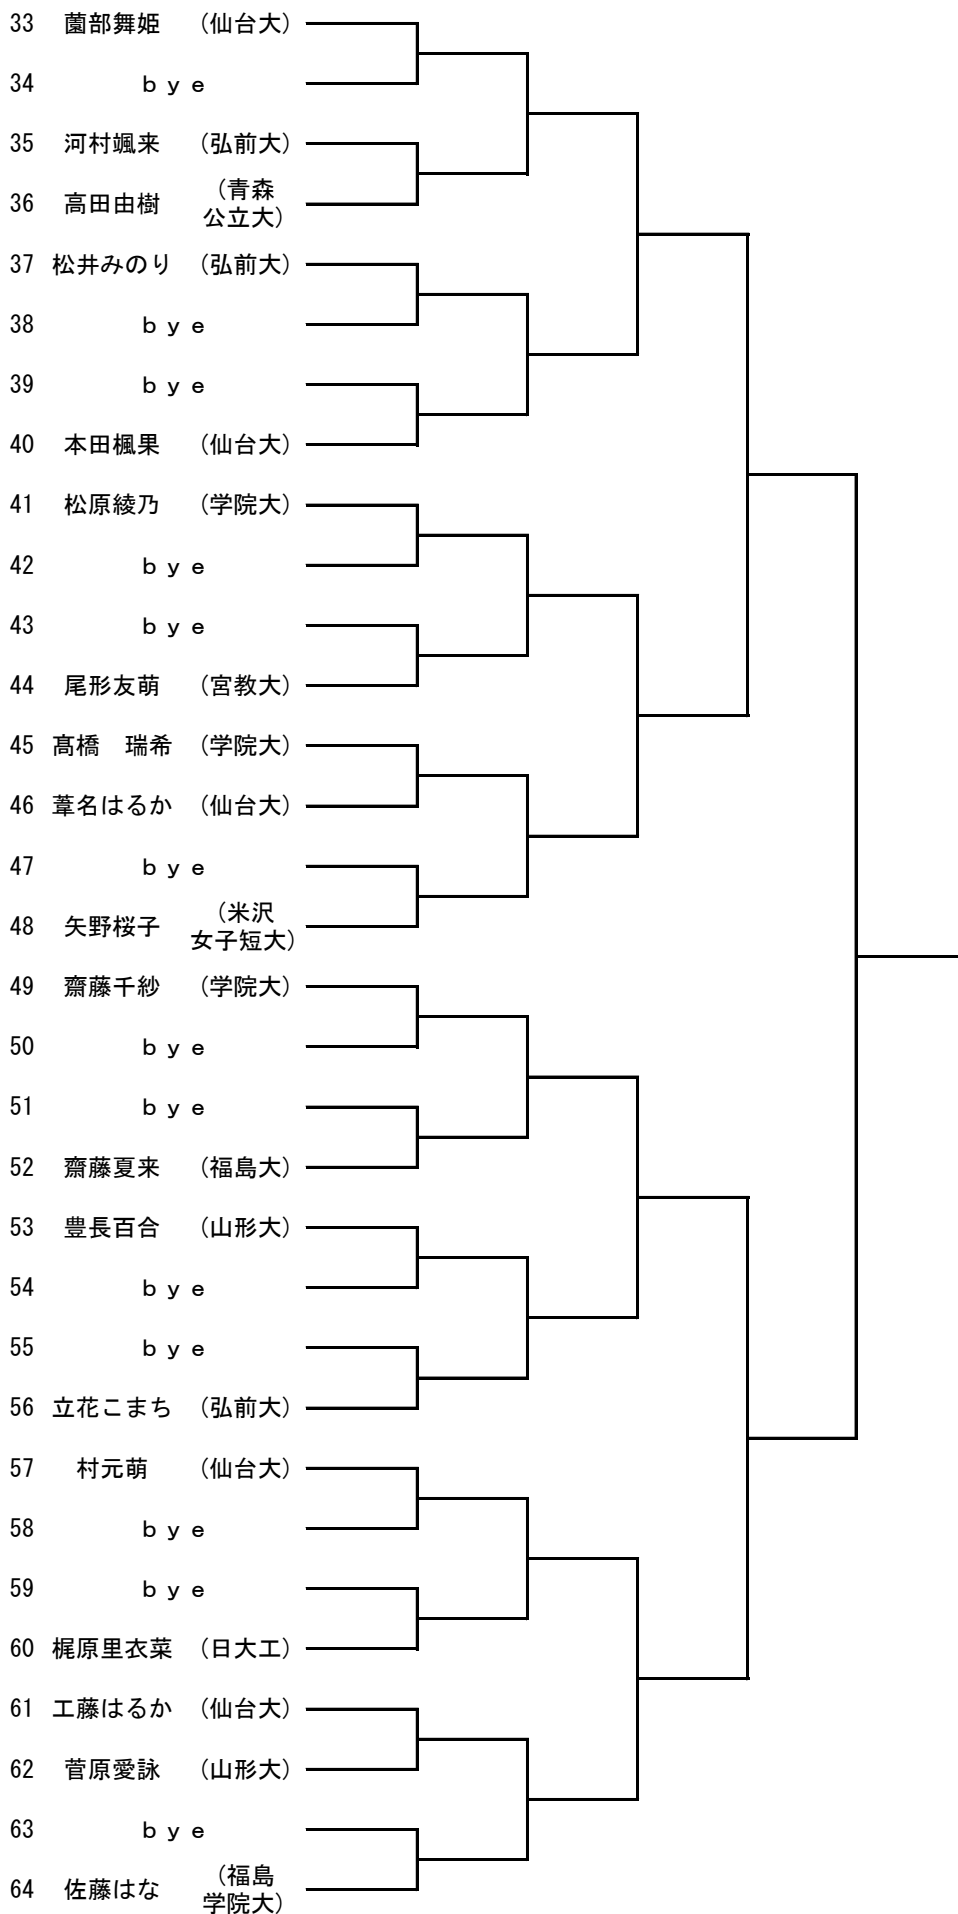 33 薗部舞姫 （仙台大）
34 ｂｙｅ
35 河村颯来 （弘前大）
36 高田由樹 （青森
公立大）
37 松井みのり （弘前大）
38 ｂｙｅ
39 ｂｙｅ
40 本田楓果 （仙台大）
41 松原綾乃 （学院大）
42 ｂｙｅ
43 ｂｙｅ
44 尾形友萌 （宮教大）
45 髙橋　瑞希 （学院大）
46 葦名はるか （仙台大）
47 ｂｙｅ
48 矢野桜子 （米沢
女子短大）
49 齋藤千紗 （学院大）
50 ｂｙｅ
51 ｂｙｅ
52 齋藤夏来 （福島大）
53 豊長百合 （山形大）
54 ｂｙｅ
55 ｂｙｅ
56 立花こまち （弘前大）
57 村元萌 （仙台大）
58 ｂｙｅ
59 ｂｙｅ
60 梶原里衣菜 （日大工）
61 工藤はるか （仙台大）
62 菅原愛詠 （山形大）
63 ｂｙｅ
64 佐藤はな （福島
学院大）